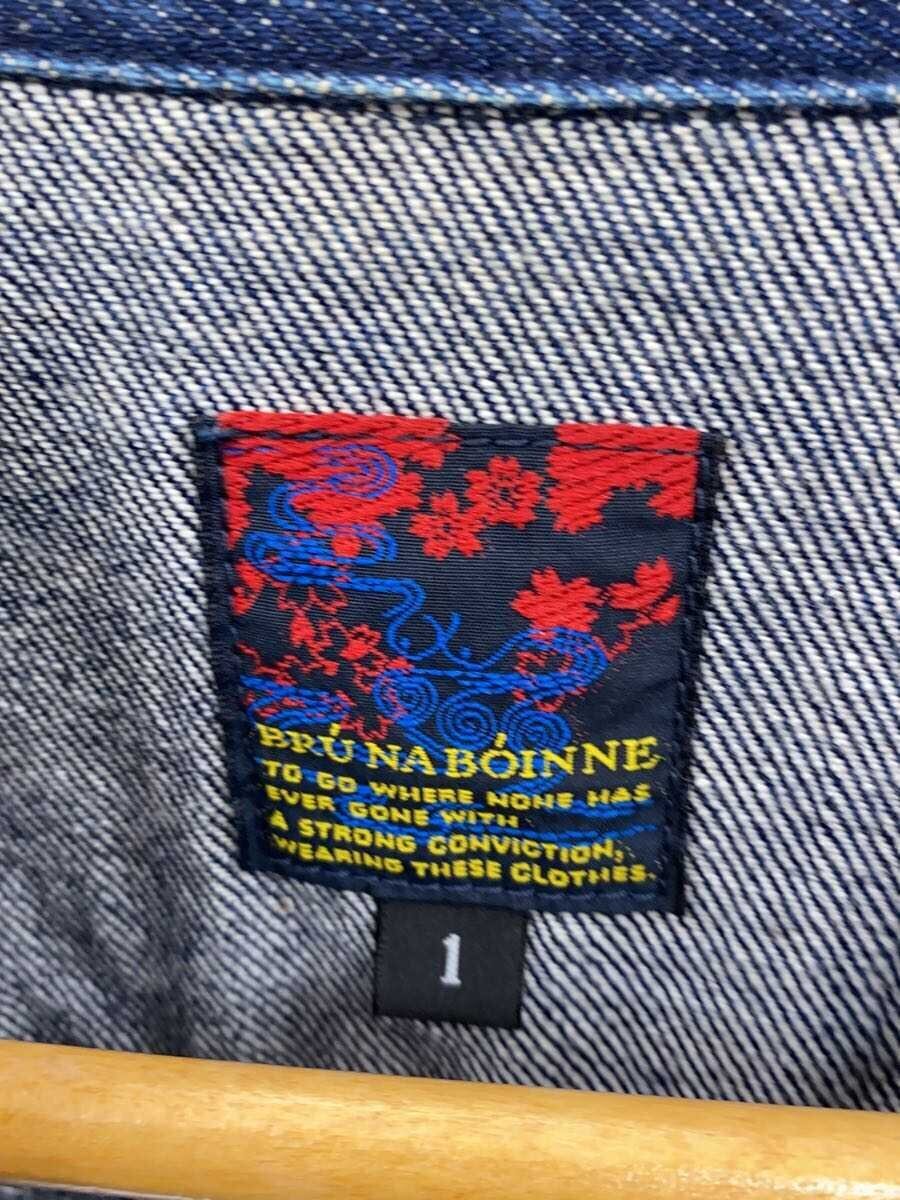 BRÚ NA BÓINNE
TO GO WHERE NONE HAS
EVER GONE WITH
A STRONG CONVICTION,
WEARING THESE CLOTHES.
1